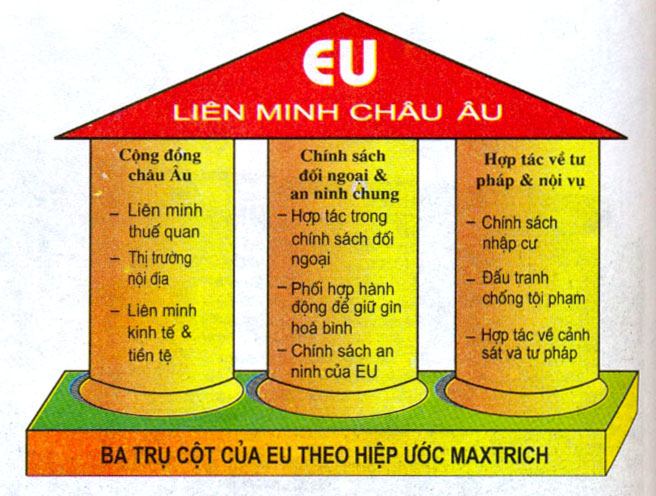 EU
LIÊN MINH CHÂU ÂU
Cộng đồng
châu Âu
– Liên minh
thuế quan
– Thị trường
nội địa
– Liên minh
kinh tế &
tiền tệ
Chính sách
đối ngoại &
an ninh chung
– Hợp tác trong
chính sách đối
ngoại
– Phối hợp hành
động để giữ gìn
hoà bình
– Chính sách an
ninh của EU
Hợp tác về tư
pháp & nội vụ
– Chính sách
nhập cư
– Đấu tranh
chống tội phạm
– Hợp tác về cảnh
sát và tư pháp
BA TRỤ CỘT CỦA EU THEO HIỆP ƯỚC MAXTRICH